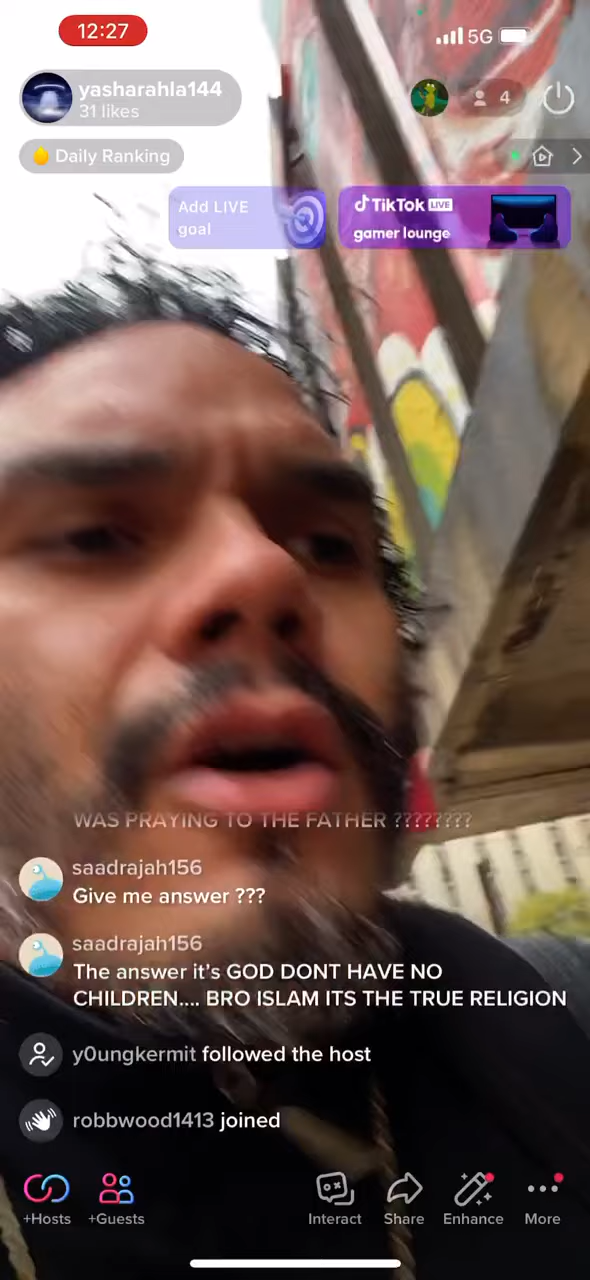 12:27
5G
yasharahla144
31 likes
4
Daily Ranking
Add LIVE
goal
TikTok LIVE
gamer lounge
WAS PRAYING TO THE FATHER ????????
saadrajah156
Give me answer ???
saadrajah156
The answer it's GOD DONT HAVE NO
CHILDREN.... BRO ISLAM ITS THE TRUE RELIGION
y0ungkermit followed the host
robbwood1413 joined
+Hosts
+Guests
Interact
Share
Enhance
More